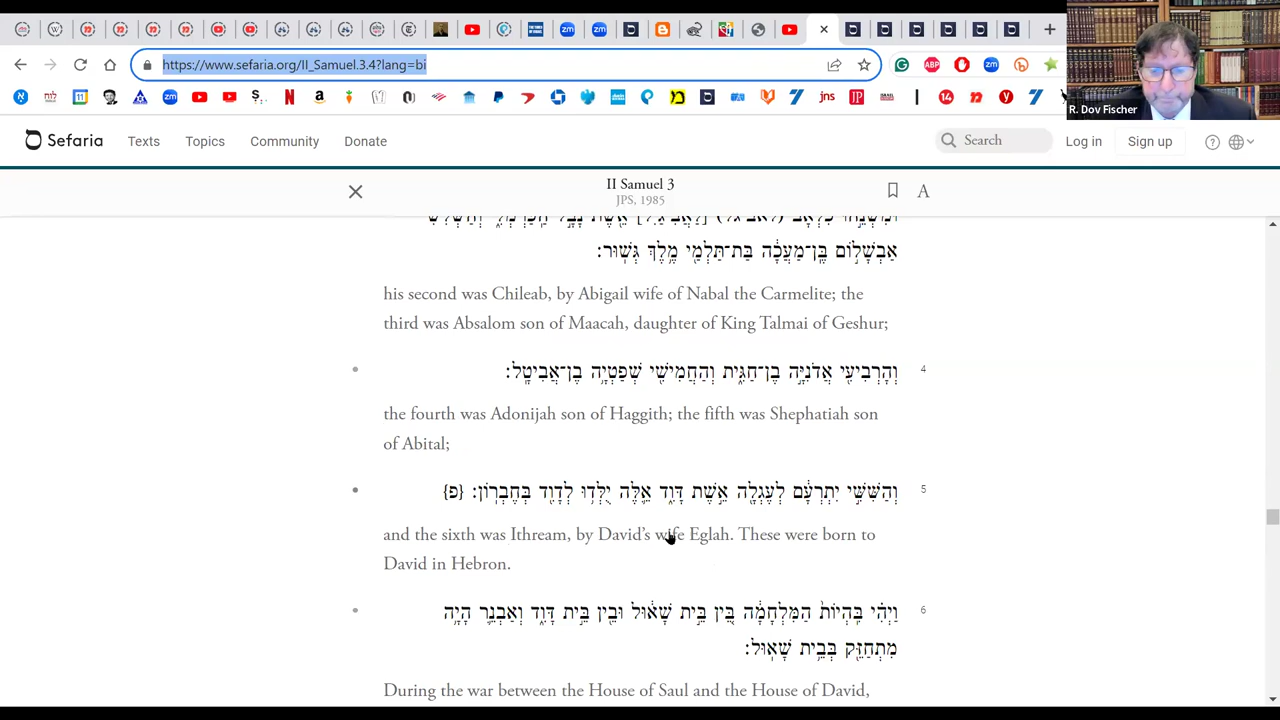 https://www.sefaria.org/II_Samuel.3.4?lang=bi
R. Dov Fischer
Sefaria Texts Topics Community Donate Search Log in Sign up
II Samuel 3
JPS, 1985
אַבְשָׁל֣וֹם בֶּֽן־מַעֲכָ֔ה בַּת־תַּלְמַ֖י מֶ֥לֶךְ גְּשֽׁוּר׃
his second was Chileab, by Abigail wife of Nabal the Carmelite; the
third was Absalom son of Maacah, daughter of King Talmai of Geshur;
4 וְהָרְבִיעִ֖י אֲדֹנִיָּ֣ה בֶן־חַגִּ֑ית וְהַחֲמִישִׁ֖י שְׁפַטְיָ֥ה בֶן־אֲבִיטָֽל׃
the fourth was Adonijah son of Haggith; the fifth was Shephatiah son
of Abital;
5 וְהַשִּׁשִּׁ֣י יִתְרְעָ֔ם לְעֶגְלָ֖ה אֵ֣שֶׁת דָּוִ֑ד אֵ֛לֶּה יֻלְּד֥וּ לְדָוִ֖ד בְּחֶבְרֽוֹן׃ {פ}
and the sixth was Ithream, by David’s wife Eglah. These were born to
David in Hebron.
6 וַיְהִ֗י בִּֽהְיוֹת֙ הַמִּלְחָמָ֔ה בֵּ֚ין בֵּ֣ית שָׁא֔וּל וּבֵ֖ין בֵּ֣ית דָּוִ֑ד וְאַבְנֵ֛ר הָיָ֥ה
מִתְחַזֵּ֖ק בְּבֵ֥ית שָׁאֽוּל׃
During the war between the House of Saul and the House of David,